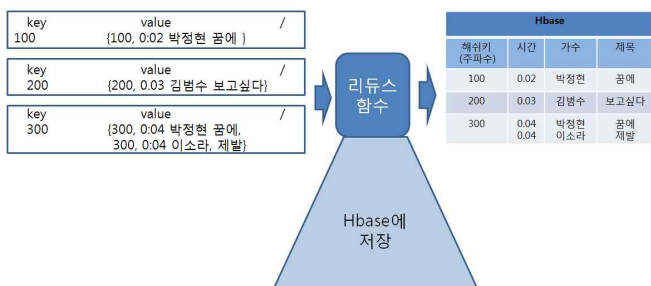 key value /
100 {100, 0:02 박정현 꿈에 }
key value /
200 {200, 0.03 김범수 보고싶다}
key value /
300 {300, 0:04 박정현 꿈에,
300, 0:04 이소라, 제발}
리듀스
함수
Hbase에
저장
Hbase
해쉬키 시간 가수 제목
(주파수)
100 0.02 박정현 꿈에
200 0.03 김범수 보고싶다
300 0.04 박정현 꿈에
0.04 이소라 제발